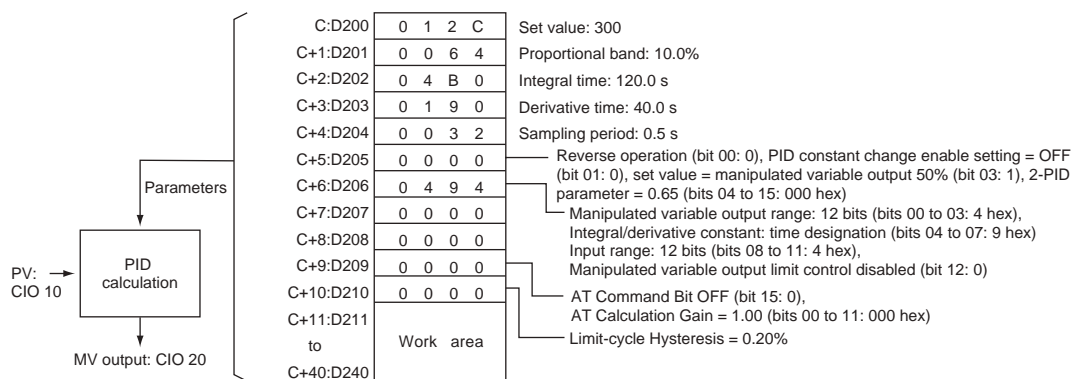 C:D200 0 1 2 C Set value: 300
C+1:D201 0 0 6 4 Proportional band: 10.0%
C+2:D202 0 4 B 0 Integral time: 120.0 s
C+3:D203 0 1 9 0 Derivative time: 40.0 s
C+4:D204 0 0 3 2 Sampling period: 0.5 s
C+5:D205 0 0 0 0
C+6:D206 0 4 9 4
C+7:D207 0 0 0 0
C+8:D208 0 0 0 0
C+9:D209 0 0 0 0
C+10:D210 0 0 0 0
C+11:D211
to
C+40:D240
Work area
Reverse operation (bit 00: 0), PID constant change enable setting = OFF
(bit 01: 0), set value = manipulated variable output 50% (bit 03: 1), 2-PID
parameter = 0.65 (bits 04 to 15: 000 hex)
Manipulated variable output range: 12 bits (bits 00 to 03: 4 hex),
Integral/derivative constant: time designation (bits 04 to 07: 9 hex)
Input range: 12 bits (bits 08 to 11: 4 hex),
Manipulated variable output limit control disabled (bit 12: 0)
AT Command Bit OFF (bit 15: 0),
AT Calculation Gain = 1.00 (bits 00 to 11: 000 hex)
Limit-cycle Hysteresis = 0.20%
Parameters
PV:
CIO 10
PID
calculation
MV output: CIO 20